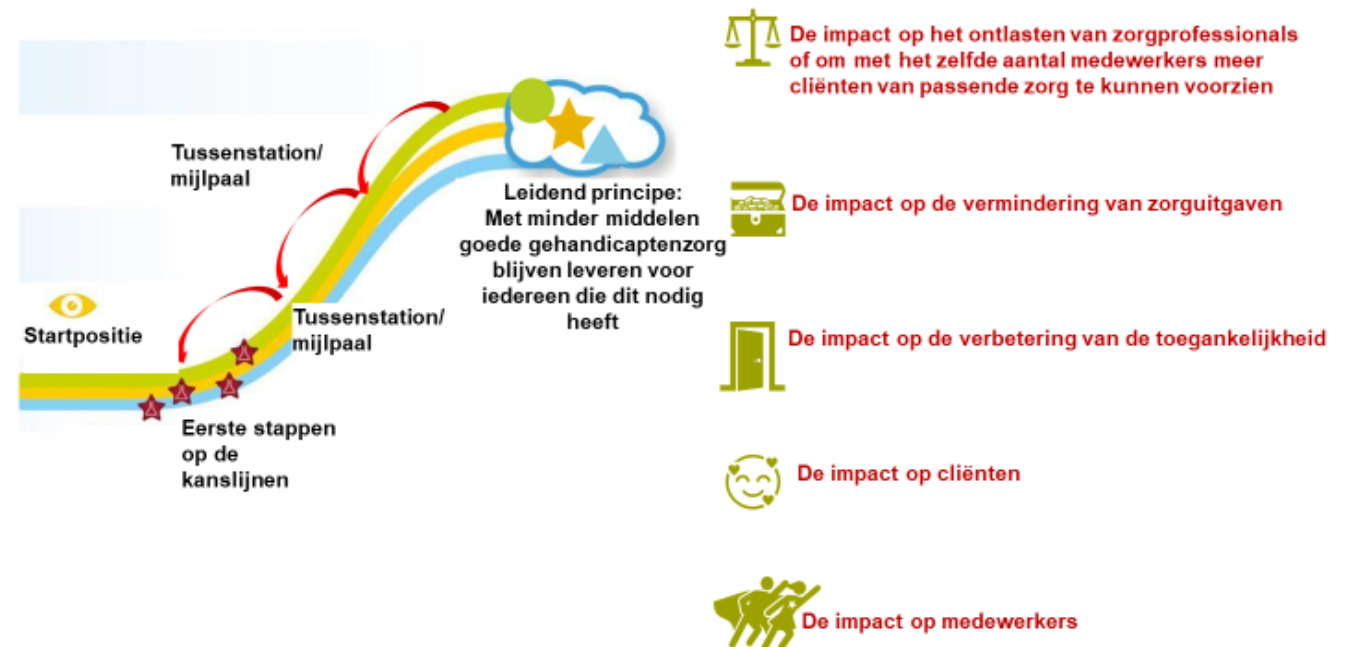 Tussenstation/
mijlpaal
Leidend principe:
Met minder middelen
goede gehandicaptenzorg
blijven leveren voor
iedereen die dit nodig
heeft
Startpositie
Tussenstation/
mijlpaal
Eerste stappen
op de
kanslijnen
De impact op het ontlasten van zorgprofessionals
of om met het zelfde aantal medewerkers meer
cliënten van passende zorg te kunnen voorzien
De impact op de vermindering van zorguitgaven
De impact op de verbetering van de toegankelijkheid
De impact op cliënten
De impact op medewerkers